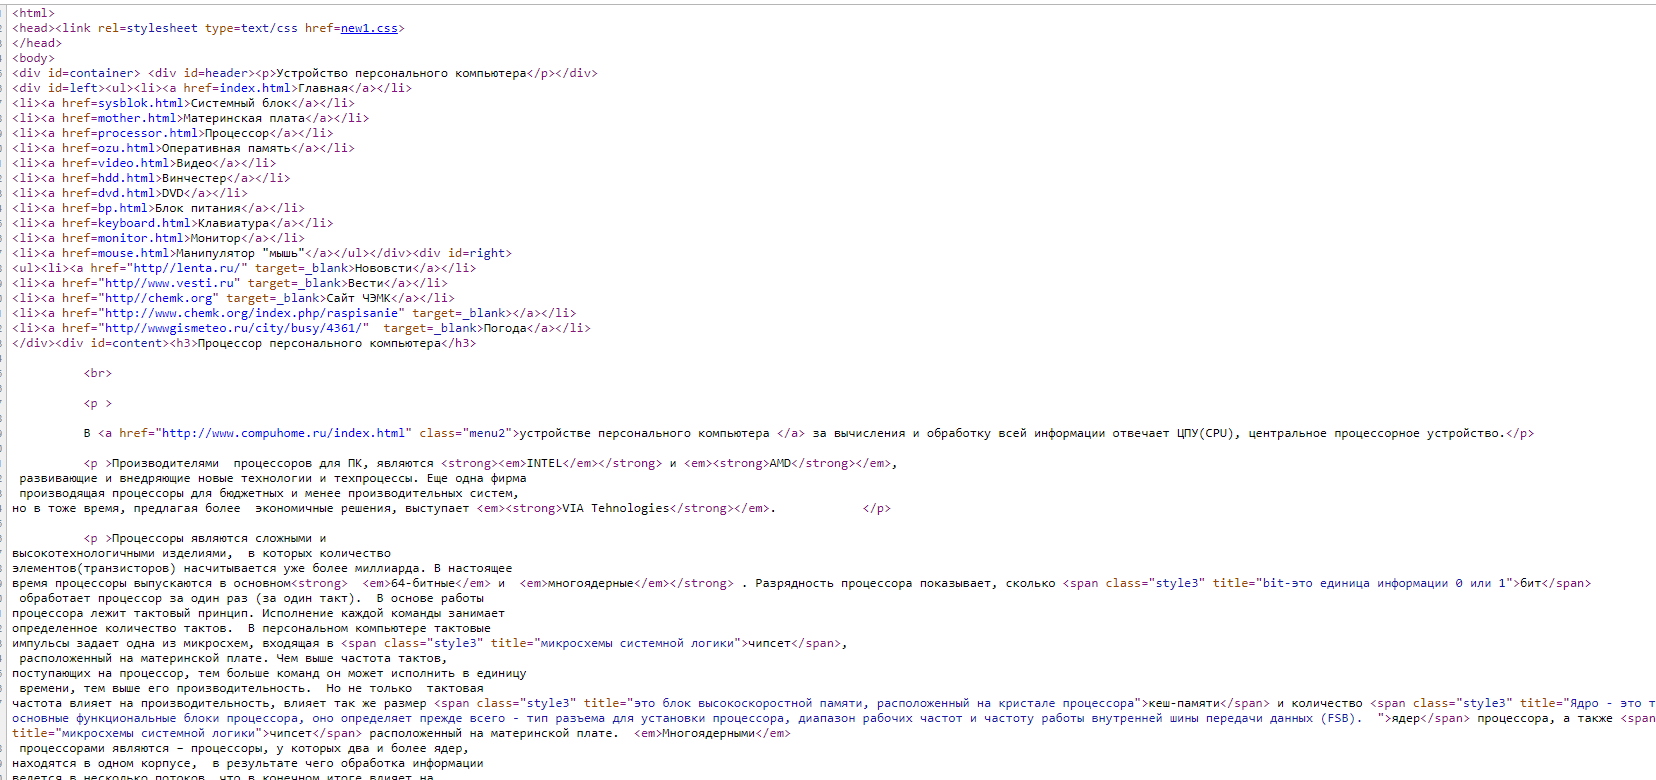 <html>
<head><link rel=stylesheet type=text/css href=new1.css>
</head>
<body>
<div id=container> <div id=header><p>Устройство персонального компьютера</p></div>
<div id=left><ul><li><a href=index.html>Главная</a></li>
<li><a href=sysblok.html>Системный блок</a></li>
<li><a href=mother.html>Материнская плата</a></li>
<li><a href=processor.html>Процессор</a></li>
<li><a href=ozu.html>Оперативная память</a></li>
<li><a href=video.html>Видео</a></li>
<li><a href=hdd.html>Винчестер</a></li>
<li><a href=dvd.html>DVD</a></li>
<li><a href=bp.html>Блок питания</a></li>
<li><a href=keyboard.html>Клавиатура</a></li>
<li><a href=monitor.html>Монитор</a></li>
<li><a href=mouse.html>Манипулятор "мышь"</a></ul></div><div id=right>
<ul><li><a href="http//lenta.ru/" target=_blank>Нововсти</a></li>
<li><a href="http//www.vesti.ru" target=_blank>Вести</a></li>
<li><a href="http//chemk.org" target=_blank>Сайт ЧЭМК</a></li>
<li><a href="http://www.chemk.org/index.php/raspisanie" target=_blank></a></li>
<li><a href="http//wwwgismeteo.ru/city/busy/4361/"  target=_blank>Погода</a></li>
</div><div id=content><h3>Процессор персонального компьютера</h3>
<br>
<p >
В <a href="http://www.compuhome.ru/index.html" class="menu2">устройстве персонального компьютера </a> за вычисления и обработку всей информации отвечает ЦПУ(CPU), центральное процессорное устройство.</p>
<p >Производителями  процессоров для ПК, являются <strong><em>INTEL</em></strong> и <em><strong>AMD</strong></em>,
развивающие и внедряющие новые технологии и техпроцессы. Еще одна фирма
производящая процессоры для бюджетных и менее производительных систем,
но в тоже время, предлагая более  экономичные решения, выступает <em><strong>VIA Tehnologies</strong></em>.            </p>
<p >Процессоры являются сложными и
высокотехнологичными изделиями,  в которых количество
элементов(транзисторов) насчитывается уже более миллиарда. В настоящее
время процессоры выпускаются в основном<strong>  <em>64-битные</em> и  <em>многоядерные</em></strong> . Разрядность процессора показывает, сколько <span class="style3" title="bit-это единица информации 0 или 1">бит</span>
обработает процессор за один раз (за один такт).  В основе работы
процессора лежит тактовый принцип. Исполнение каждой команды занимает
определенное количество тактов.  В персональном компьютере тактовые
импульсы задает одна из микросхем, входящая в <span class="style3" title="микросхемы системной логики">чипсет</span>,
расположенный на материнской плате. Чем выше частота тактов,
поступающих на процессор, тем больше команд он может исполнить в единицу
времени, тем выше его производительность.  Но не только  тактовая
частота влияет на производительность, влияет так же размер <span class="style3" title="это блок высокоскоростной памяти, расположенный на кристале процессора">кеш-памяти</span> и количество <span class="style3" title="Ядро - это т
основные функциональные блоки процессора, оно определяет прежде всего - тип разъема для установки процессора, диапазон рабочих частот и частоту работы внутренней шины передачи данных (FSB).  ">ядер</span> процессора, а также <span
title="микросхемы системной логики">чипсет</span> расположенный на материнской плате.  <em>Многоядерными</em>
процессорами являются – процессоры, у которых два и более ядер,
находятся в одном корпусе,  в результате чего обработка информации
ведется в несколько потоков, что в конечном итоге влияет на